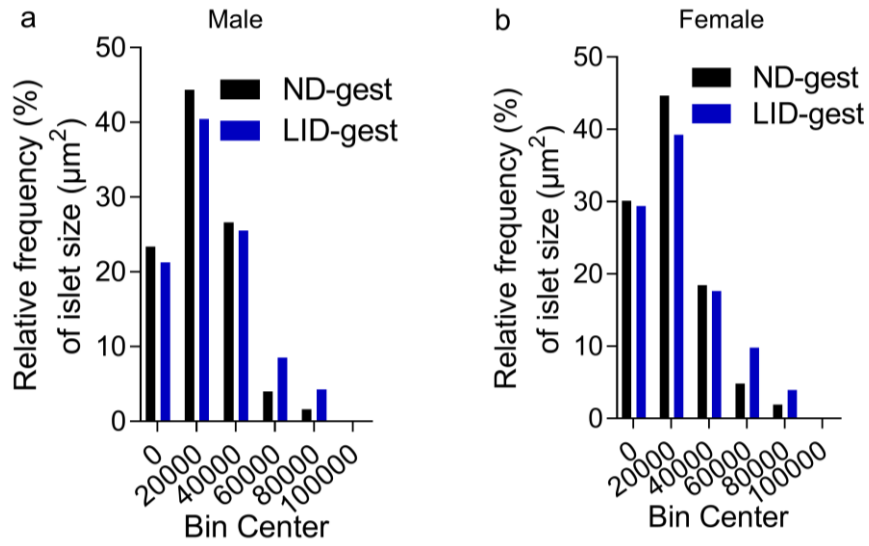 a
Male
Relative frequency (%)
of islet size (µm²)
50
40
30
20
10
0
ND-gest
LID-gest
0
20000
40000
60000
80000
100000
Bin Center
b
Female
Relative frequency (%)
of islet size (µm²)
50
40
30
20
10
0
ND-gest
LID-gest
0
20000
40000
60000
80000
100000
Bin Center